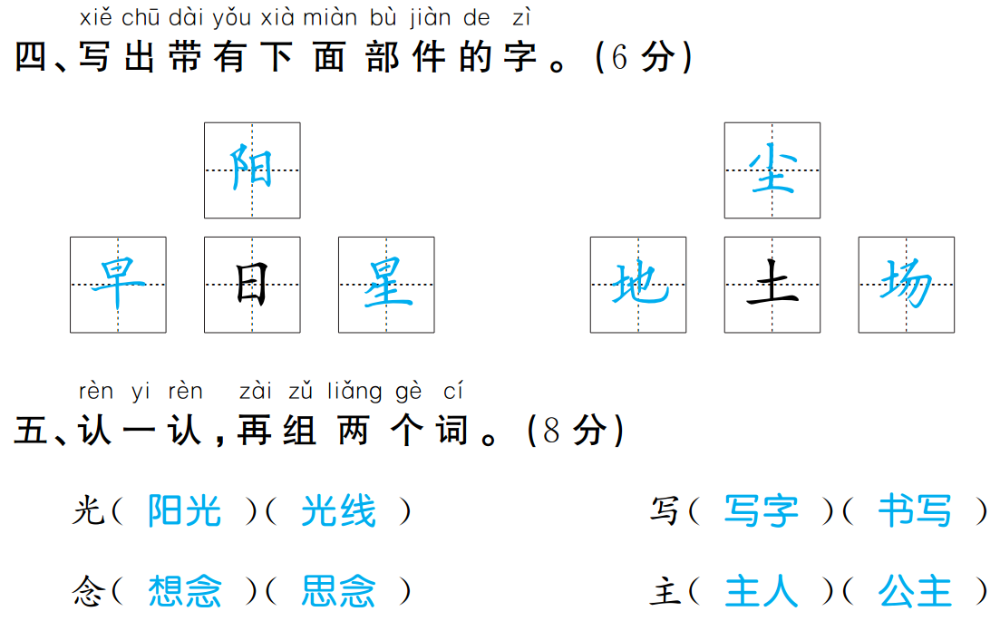 xiě chū dài yǒu xià miàn bù jiàn de zì
四、写出带有下面部件的字。(6分)
阳 尘
早 日 星 地 土 场
rèn yi rèn zài zǔ liǎng gè cí
五、认一认,再组两个词。(8分)
光( 阳光 )( 光线 ) 写( 写字 )( 书写 )
念( 想念 )( 思念 ) 主( 主人 )( 公主 )